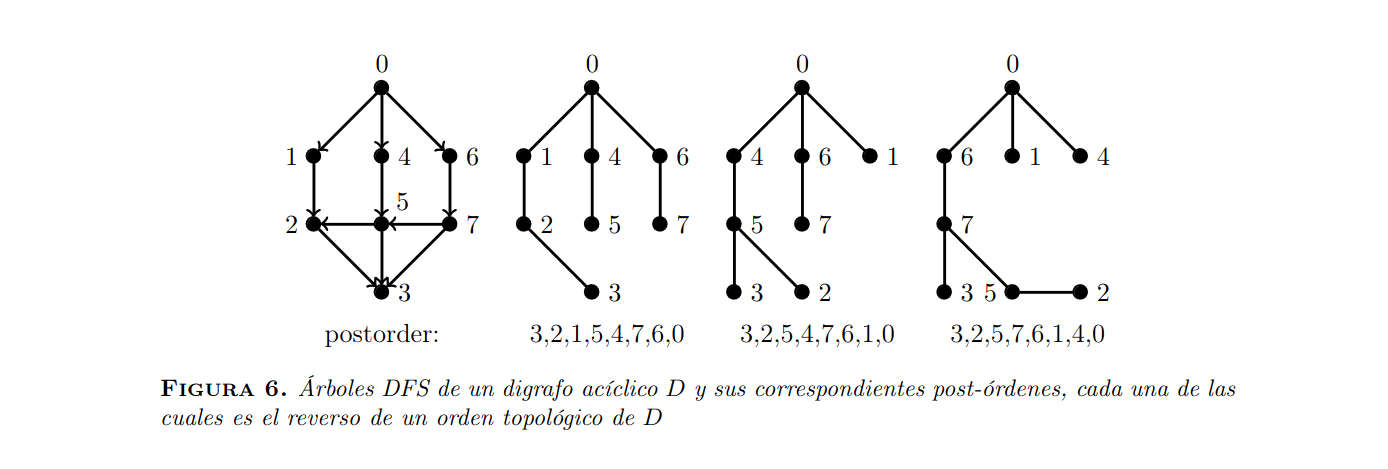 0 0 0 0
1 4 6 1 4 6 4 6 1 6 1 4
5
2 7 2 5 7 5 7 7
3 3 3 2 3 5 2
postorder: 3,2,1,5,4,7,6,0 3,2,5,4,7,6,1,0 3,2,5,7,6,1,4,0
FIGURA 6. Árboles DFS de un digrafo acíclico D y sus correspondientes post-órdenes, cada una de las
cuales es el reverso de un orden topológico de D